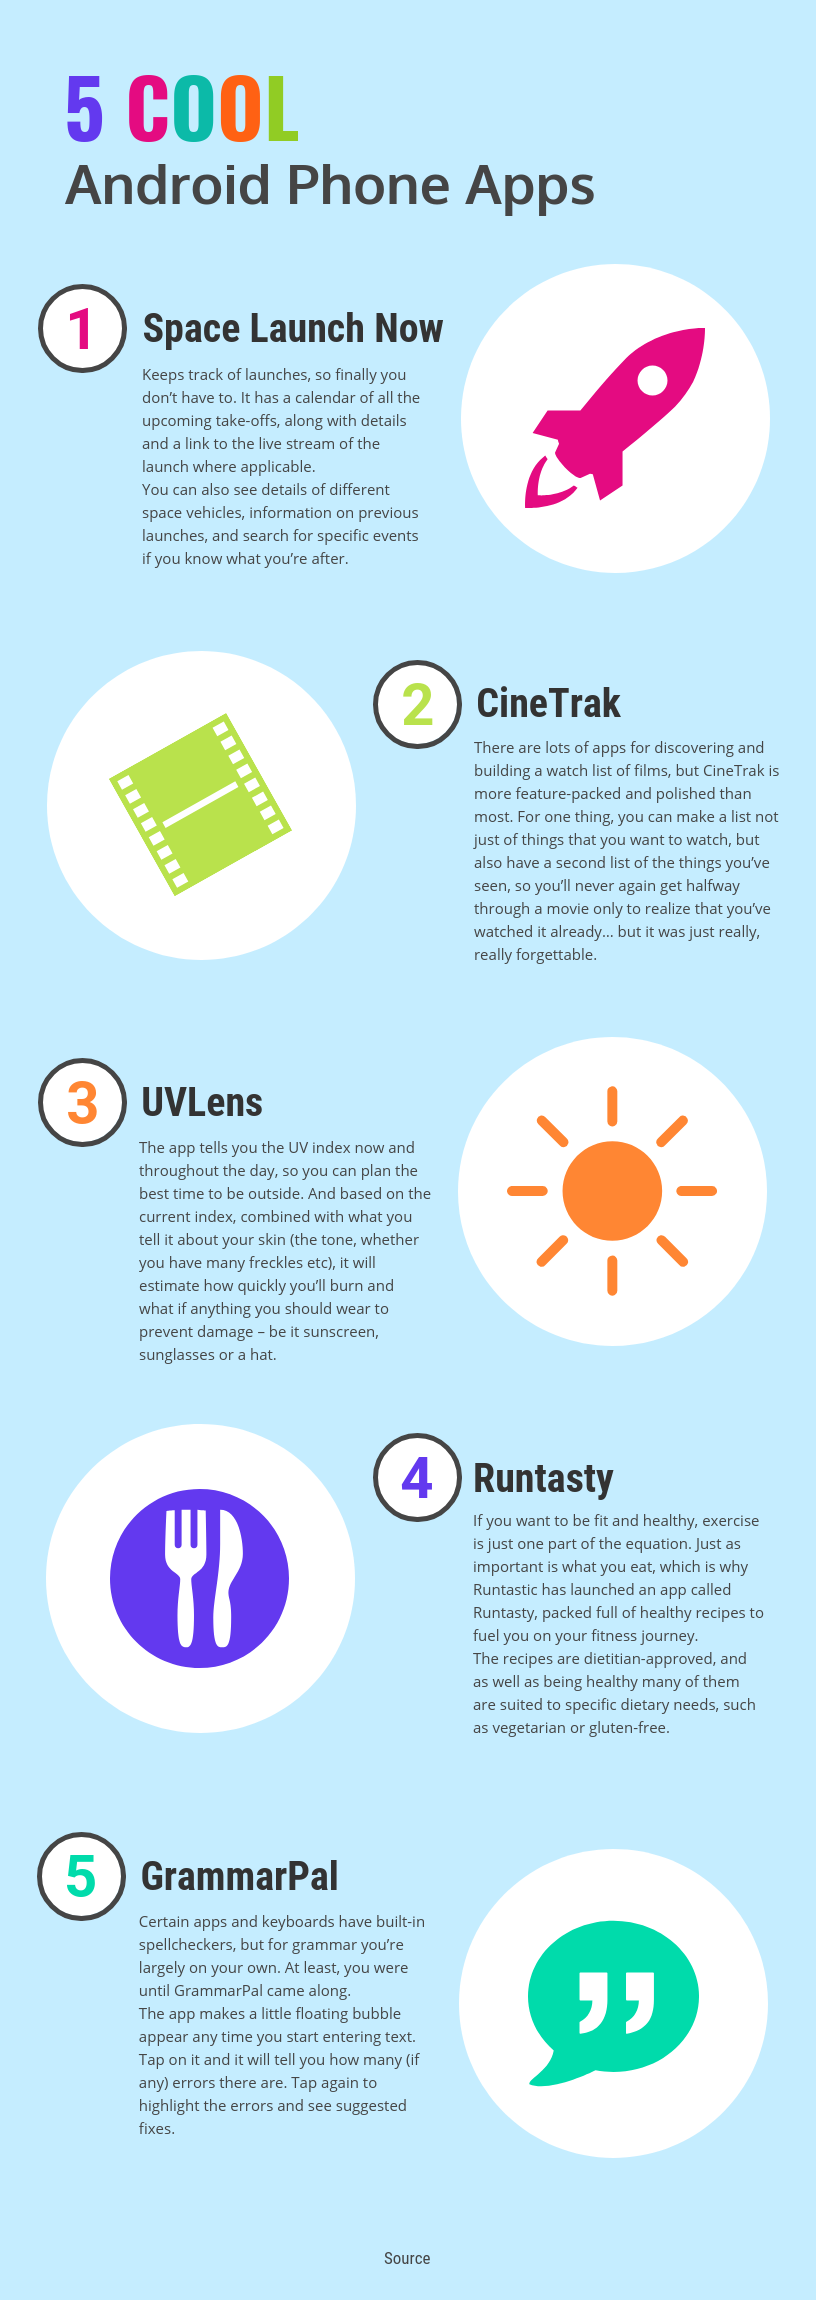 5 COOL
Android Phone Apps
1
Space Launch Now
Keeps track of launches, so finally you
don’t have to. It has a calendar of all the
upcoming take-offs, along with details
and a link to the live stream of the
launch where applicable.
You can also see details of different
space vehicles, information on previous
launches, and search for specific events
if you know what you’re after.
2
CineTrak
There are lots of apps for discovering and
building a watch list of films, but CineTrak is
more feature-packed and polished than
most. For one thing, you can make a list not
just of things that you want to watch, but
also have a second list of the things you’ve
seen, so you’ll never again get halfway
through a movie only to realize that you’ve
watched it already... but it was just really,
really forgettable.
3
UVLens
The app tells you the UV index now and
throughout the day, so you can plan the
best time to be outside. And based on the
current index, combined with what you
tell it about your skin (the tone, whether
you have many freckles etc), it will
estimate how quickly you’ll burn and
what if anything you should wear to
prevent damage – be it sunscreen,
sunglasses or a hat.
4
Runtasty
If you want to be fit and healthy, exercise
is just one part of the equation. Just as
important is what you eat, which is why
Runtastic has launched an app called
Runtasty, packed full of healthy recipes to
fuel you on your fitness journey.
The recipes are dietitian-approved, and
as well as being healthy many of them
are suited to specific dietary needs, such
as vegetarian or gluten-free.
5
GrammarPal
Certain apps and keyboards have built-in
spellcheckers, but for grammar you’re
largely on your own. At least, you were
until GrammarPal came along.
The app makes a little floating bubble
appear any time you start entering text.
Tap on it and it will tell you how many (if
any) errors there are. Tap again to
highlight the errors and see suggested
fixes.
Source